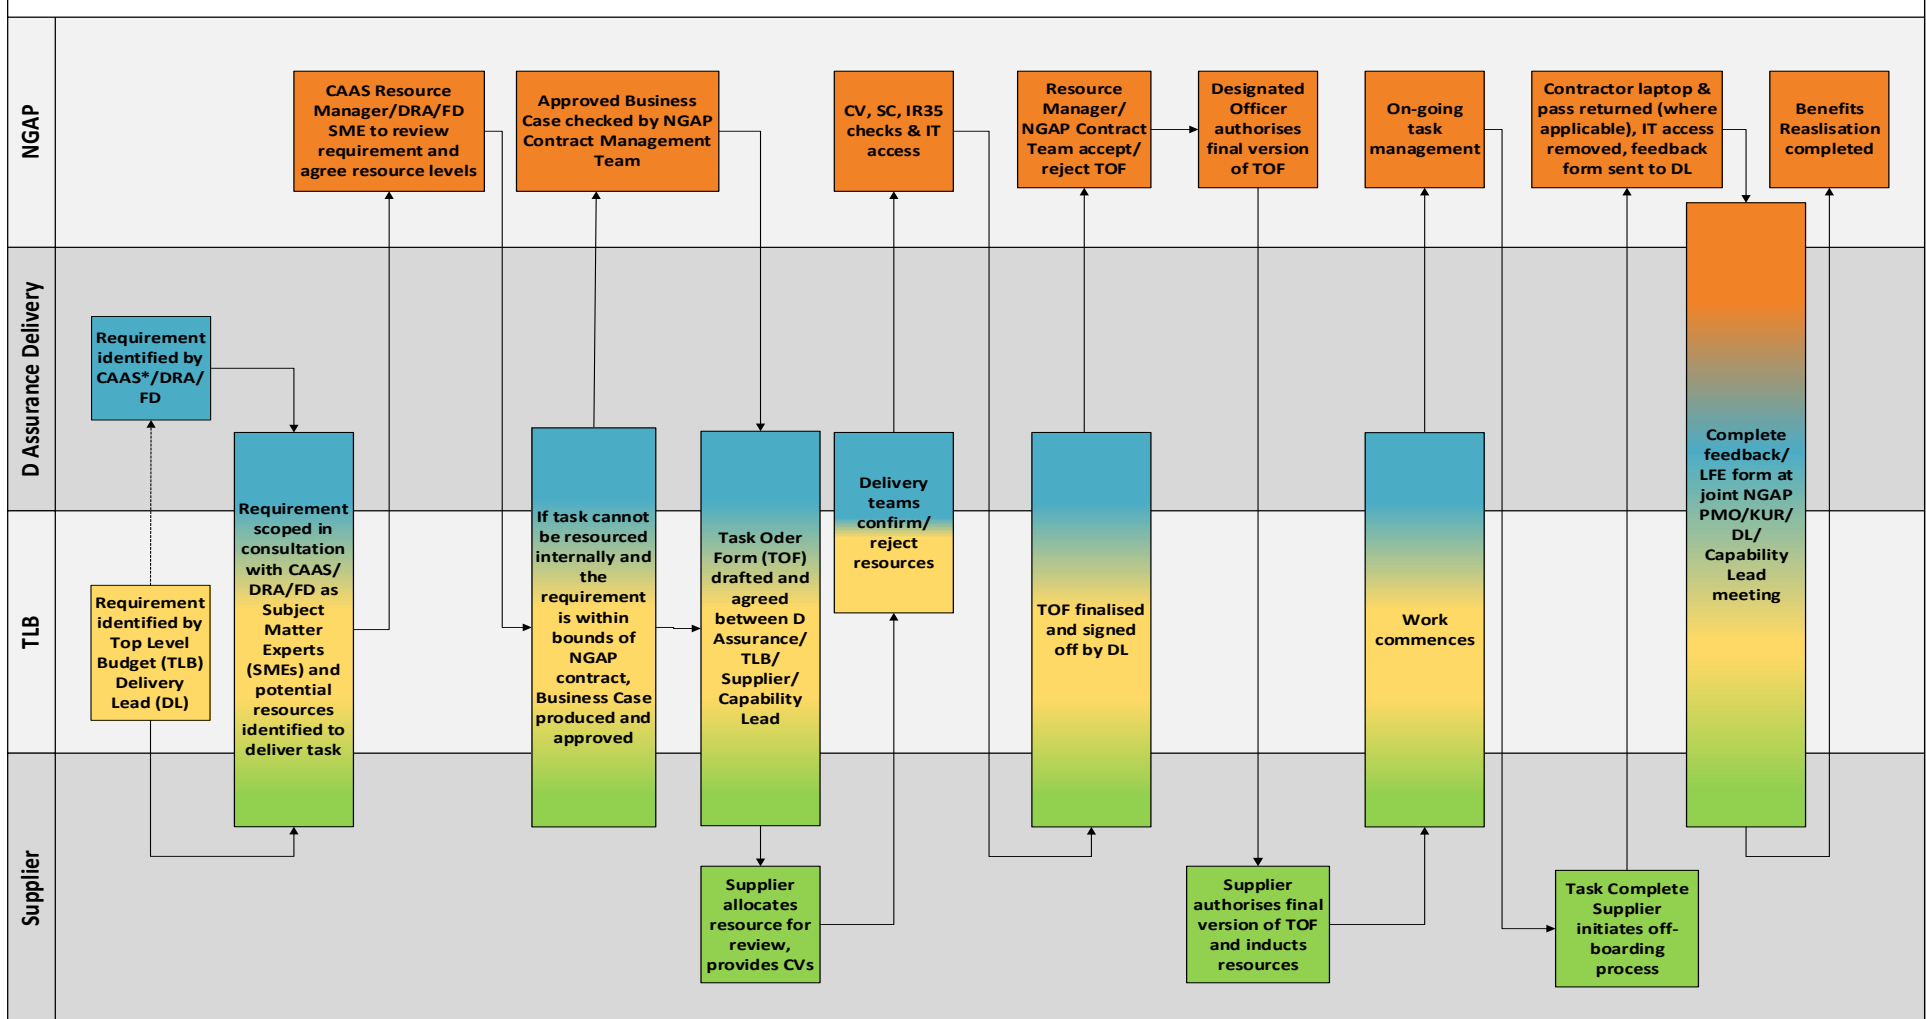 NGAP
CAAS Resource
Manager/DRA/FD
SME to review
requirement and
agree resource levels
Approved Business
Case checked by NGAP
Contract Management
Team
CV, SC, IR35
checks & IT
access
Resource
Manager/
NGAP Contract
Team accept/
reject TOF
Designated
Officer
authorises
final version
of TOF
On-going
task
management
Contractor laptop &
pass returned (where
applicable), IT access
removed, feedback
form sent to DL
Benefits
Reaslisation
completed
D Assurance Delivery
Requirement
identified by
CAAS*/DRA/
FD
TLB
Requirement
identified by
Top Level
Budget (TLB)
Delivery
Lead (DL)
Requirement
scoped in
consultation
with CAAS/
DRA/FD as
Subject
Matter
Experts
(SMEs) and
potential
resources
identified to
deliver task
If task cannot
be resourced
internally and
the
requirement
is within
bounds of
NGAP
contract,
Business Case
produced and
approved
Task Oder
Form (TOF)
drafted and
agreed
between D
Assurance/
TLB/
Supplier/
Capability
Lead
Delivery
teams
confirm/
reject
resources
TOF finalised
and signed
off by DL
Work
commences
Complete
feedback/
LFE form at
joint NGAP
PMO/KUR/
DL/
Capability
Lead
meeting
Supplier
Supplier
allocates
resource for
review,
provides CVs
Supplier
authorises final
version of TOF
and inducts
resources
Task Complete
Supplier
initiates off-
boarding
process